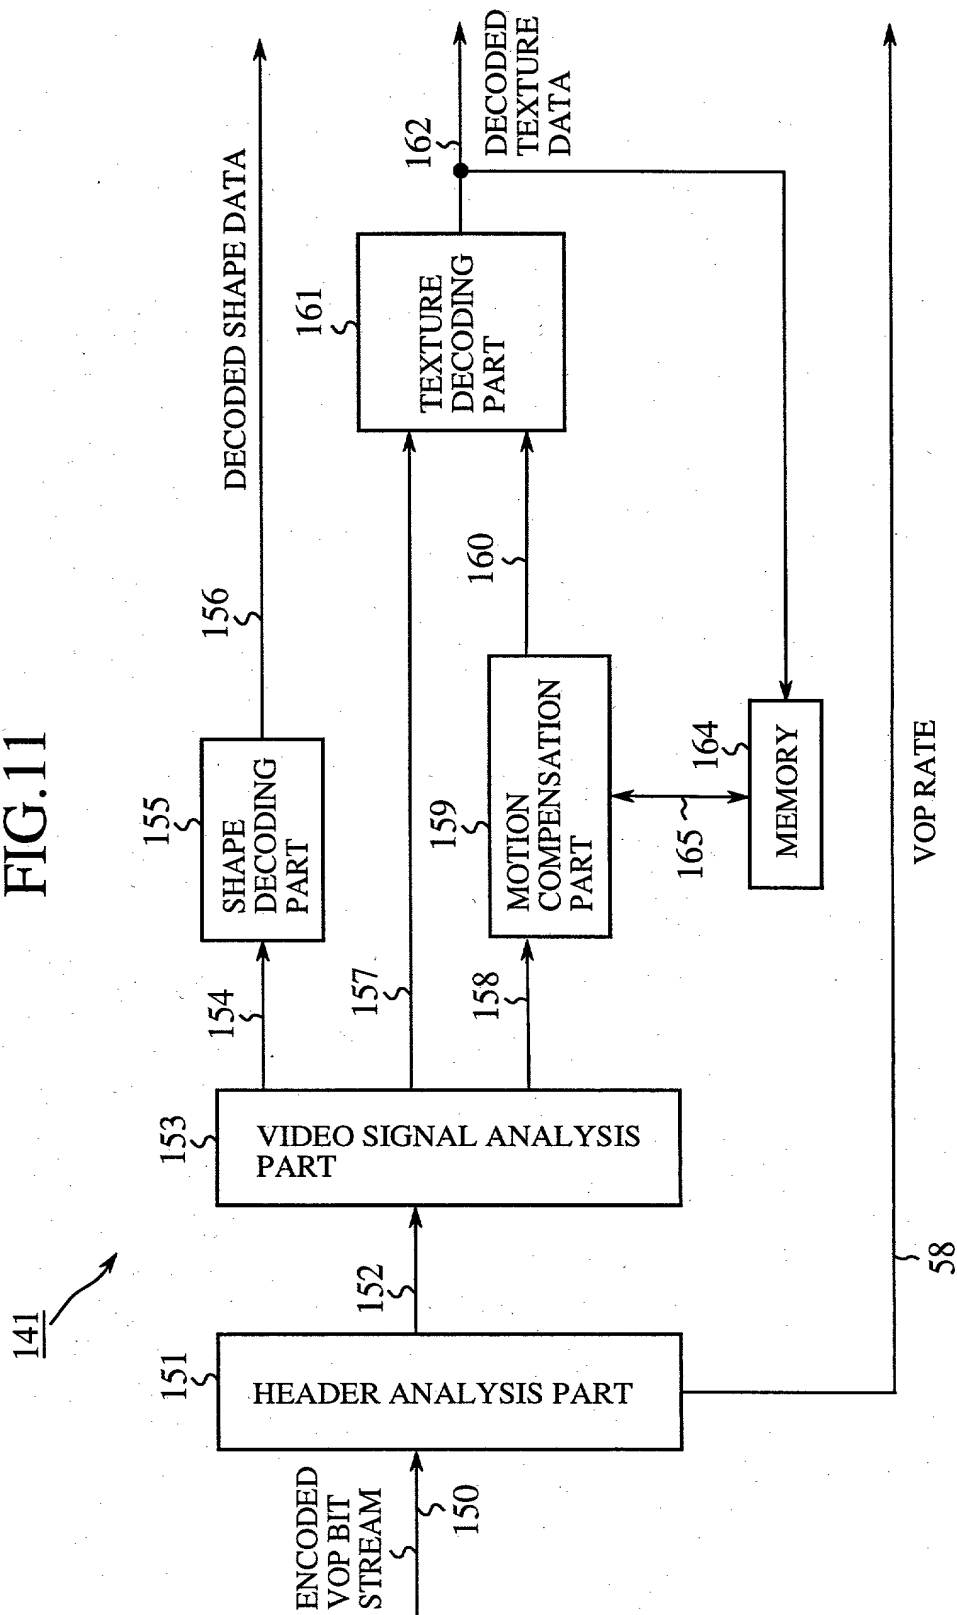 FIG.11
141
ENCODED
VOP BIT
STREAM
150
151
HEADER ANALYSIS PART
152
153
VIDEO SIGNAL ANALYSIS
PART
154
155
SHAPE
DECODING
PART
156
DECODED SHAPE DATA
157
158
159
MOTION
COMPENSATION
PART
160
161
TEXTURE
DECODING
PART
162
DECODED
TEXTURE
DATA
165
164
MEMORY
58
VOP RATE